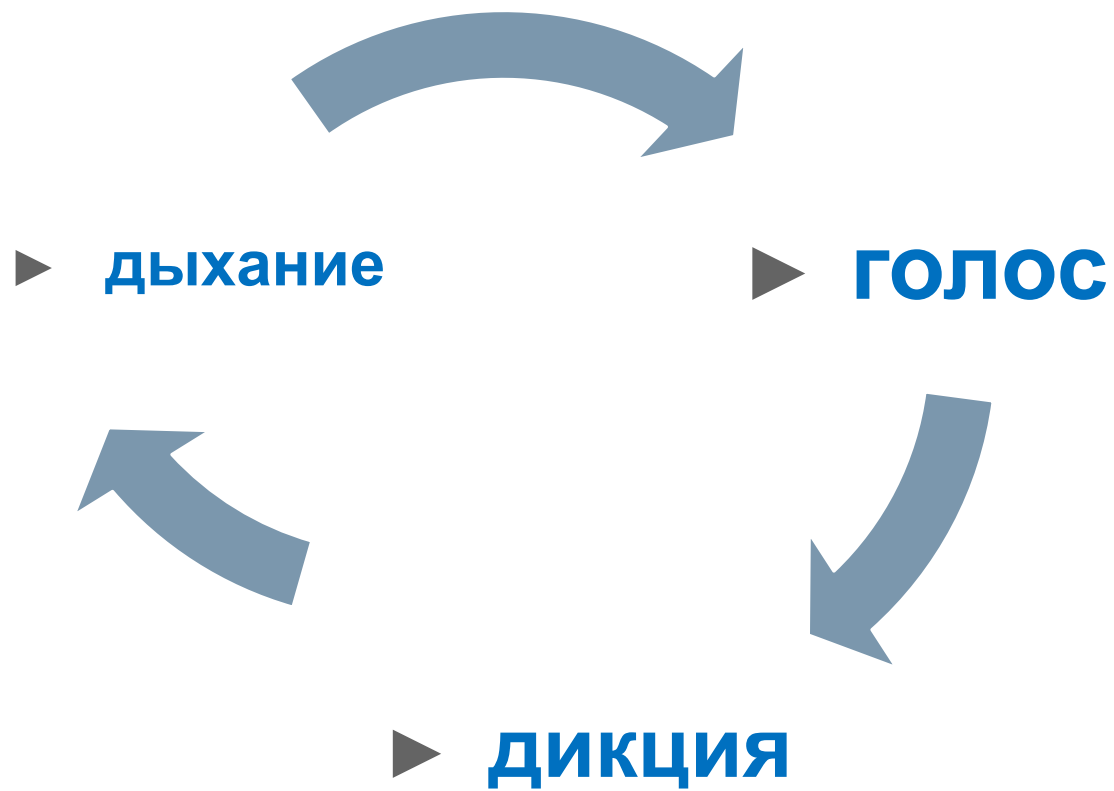 дыхание
голос
дикция